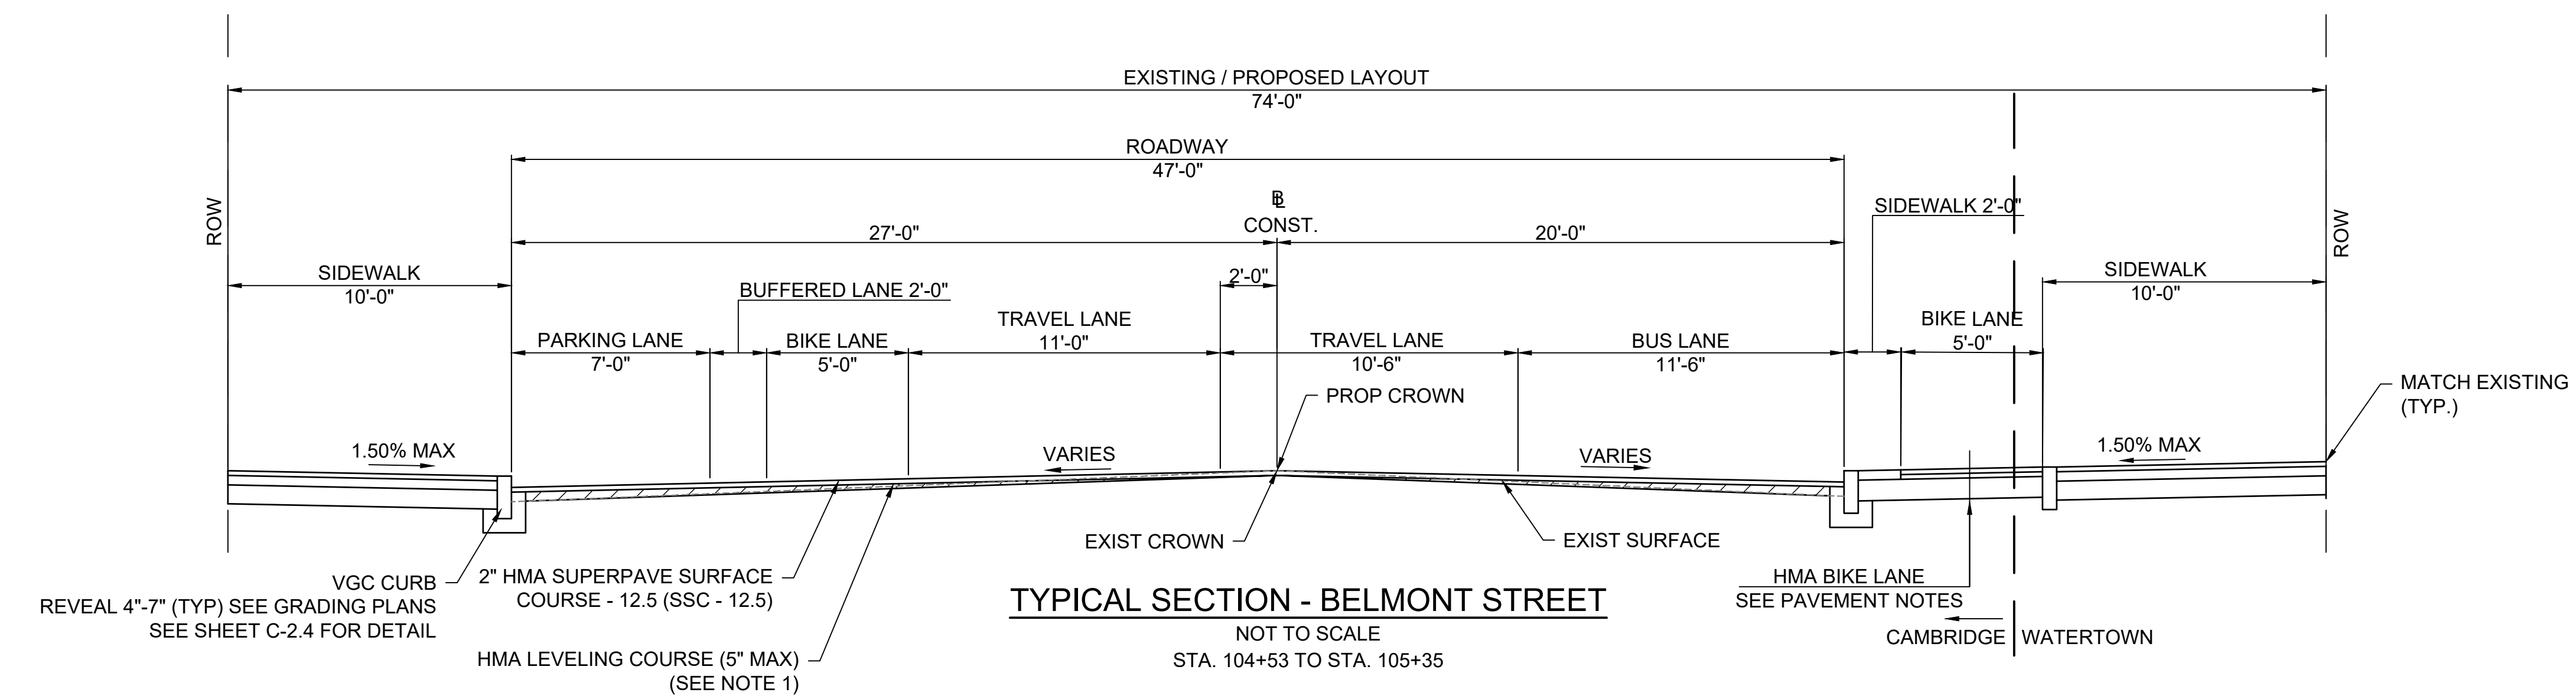 EXISTING / PROPOSED LAYOUT
74'-0"
ROADWAY
47'-0"
ROW
BL
CONST.
SIDEWALK 2'-0"
ROW
27'-0"
20'-0"
SIDEWALK
10'-0"
2'-0"
SIDEWALK
10'-0"
BUFFERED LANE 2'-0"
PARKING LANE
7'-0"
BIKE LANE
5'-0"
TRAVEL LANE
11'-0"
TRAVEL LANE
10'-6"
BUS LANE
11'-6"
BIKE LANE
5'-0"
PROP CROWN
MATCH EXISTING
(TYP.)
1.50% MAX
VARIES
VARIES
1.50% MAX
EXIST CROWN
EXIST SURFACE
VGC CURB
REVEAL 4"-7" (TYP) SEE GRADING PLANS
SEE SHEET C-2.4 FOR DETAIL
2" HMA SUPERPAVE SURFACE
COURSE - 12.5 (SSC - 12.5)
HMA LEVELING COURSE (5" MAX)
(SEE NOTE 1)
HMA BIKE LANE
SEE PAVEMENT NOTES
CAMBRIDGE
WATERTOWN
TYPICAL SECTION - BELMONT STREET
NOT TO SCALE
STA. 104+53 TO STA. 105+35